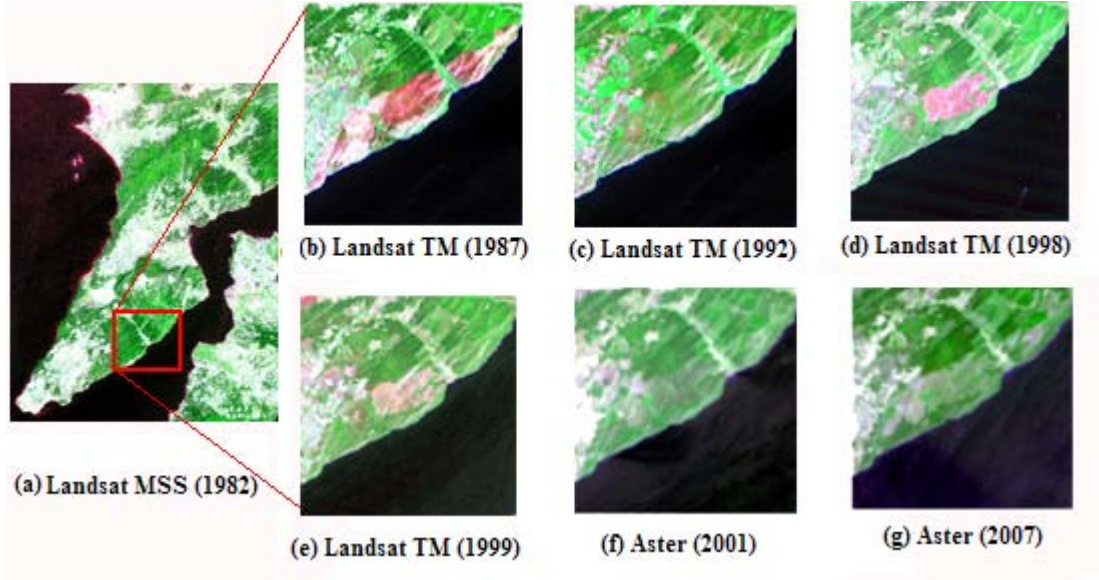 (b) Landsat TM (1987)
(c) Landsat TM (1992)
(d) Landsat TM (1998)
(a) Landsat MSS (1982)
(e) Landsat TM (1999)
(f) Aster (2001)
(g) Aster (2007)